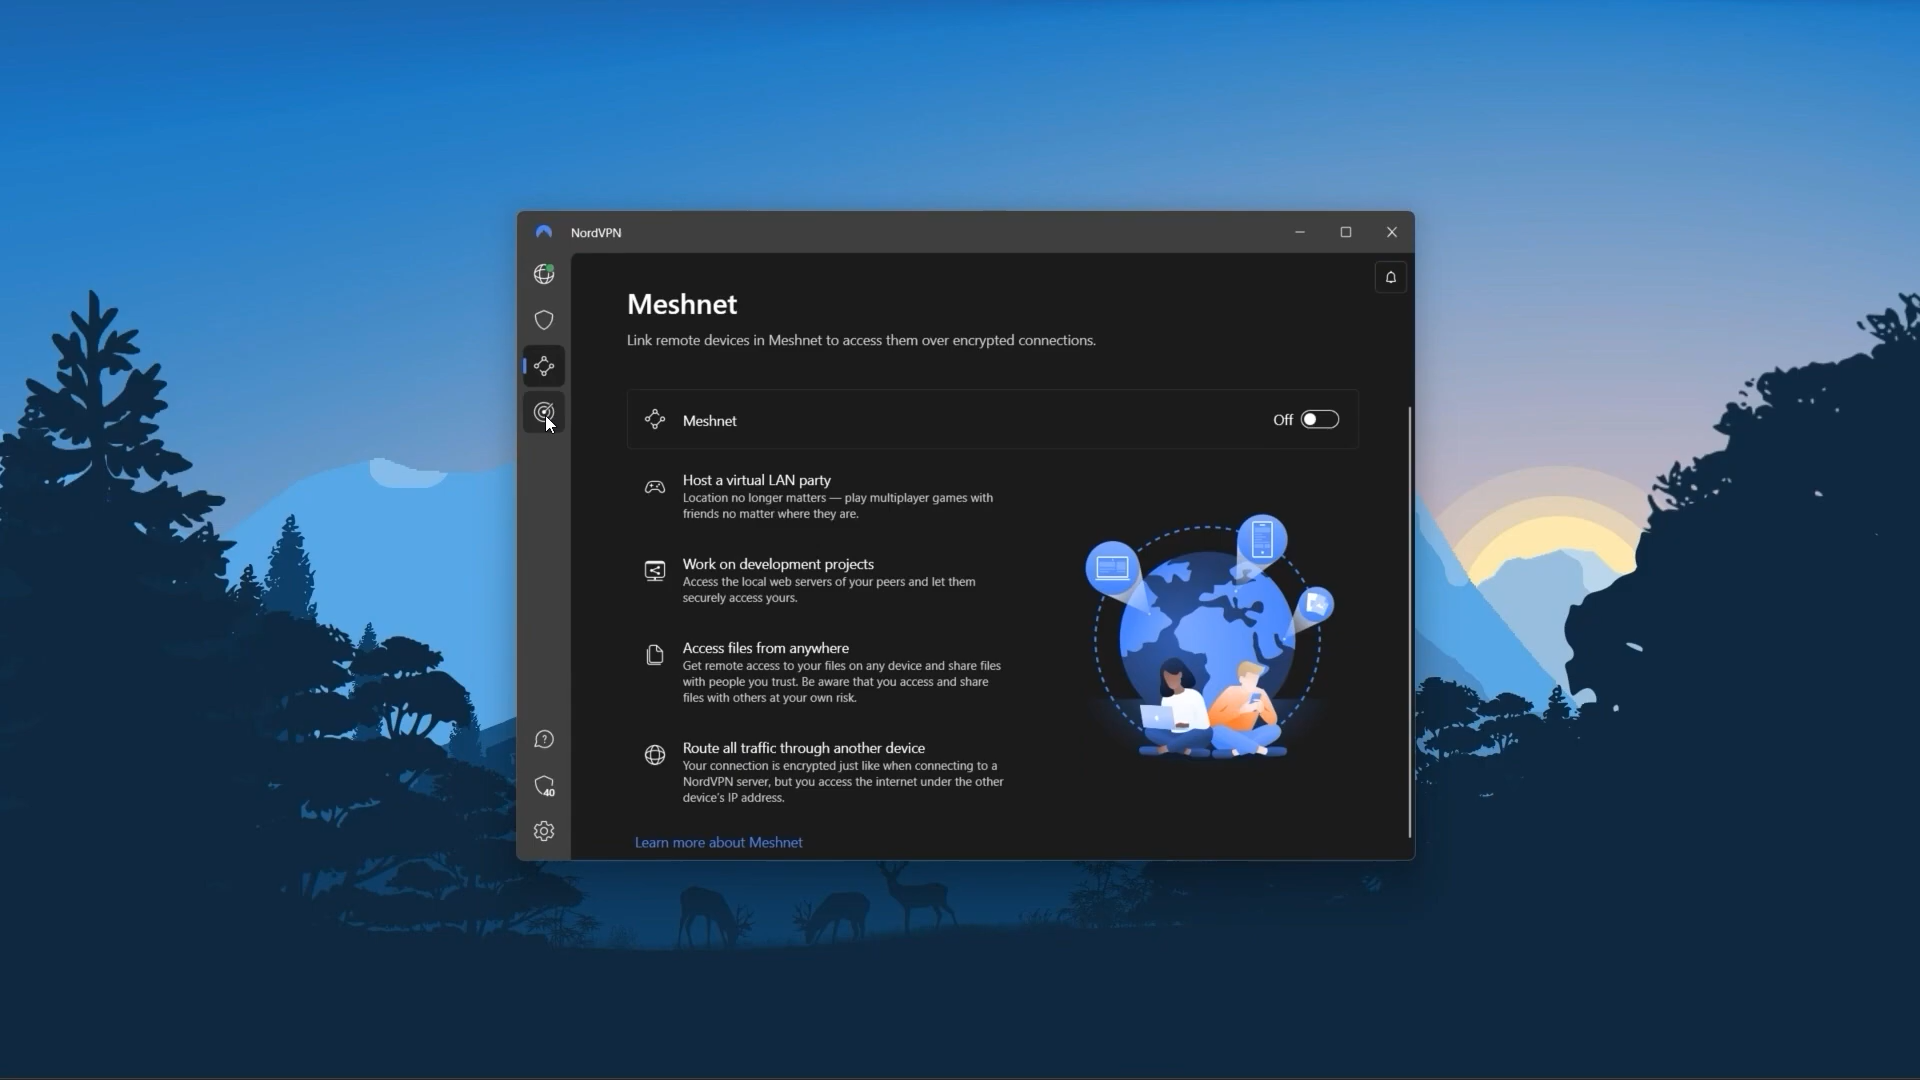 NordVPN
Meshnet
Link remote devices in Meshnet to access them over encrypted connections.
Meshnet
Off
Host a virtual LAN party
Location no longer matters — play multiplayer games with
friends no matter where they are.
Work on development projects
Access the local web servers of your peers and let them
securely access yours.
Access files from anywhere
Get remote access to your files on any device and share files
with people you trust. Be aware that you access and share
files with others at your own risk.
Route all traffic through another device
Your connection is encrypted just like when connecting to a
NordVPN server, but you access the internet under the other
device's IP address.
40
Learn more about Meshnet